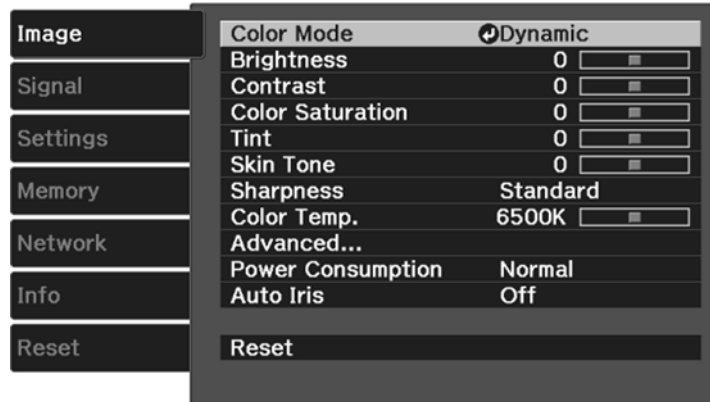 Image
Signal
Settings
Memory
Network
Info
Reset
Color Mode Dynamic
Brightness 0
Contrast 0
Color Saturation 0
Tint 0
Skin Tone 0
Sharpness Standard
Color Temp. 6500K
Advanced...
Power Consumption Normal
Auto Iris Off
Reset